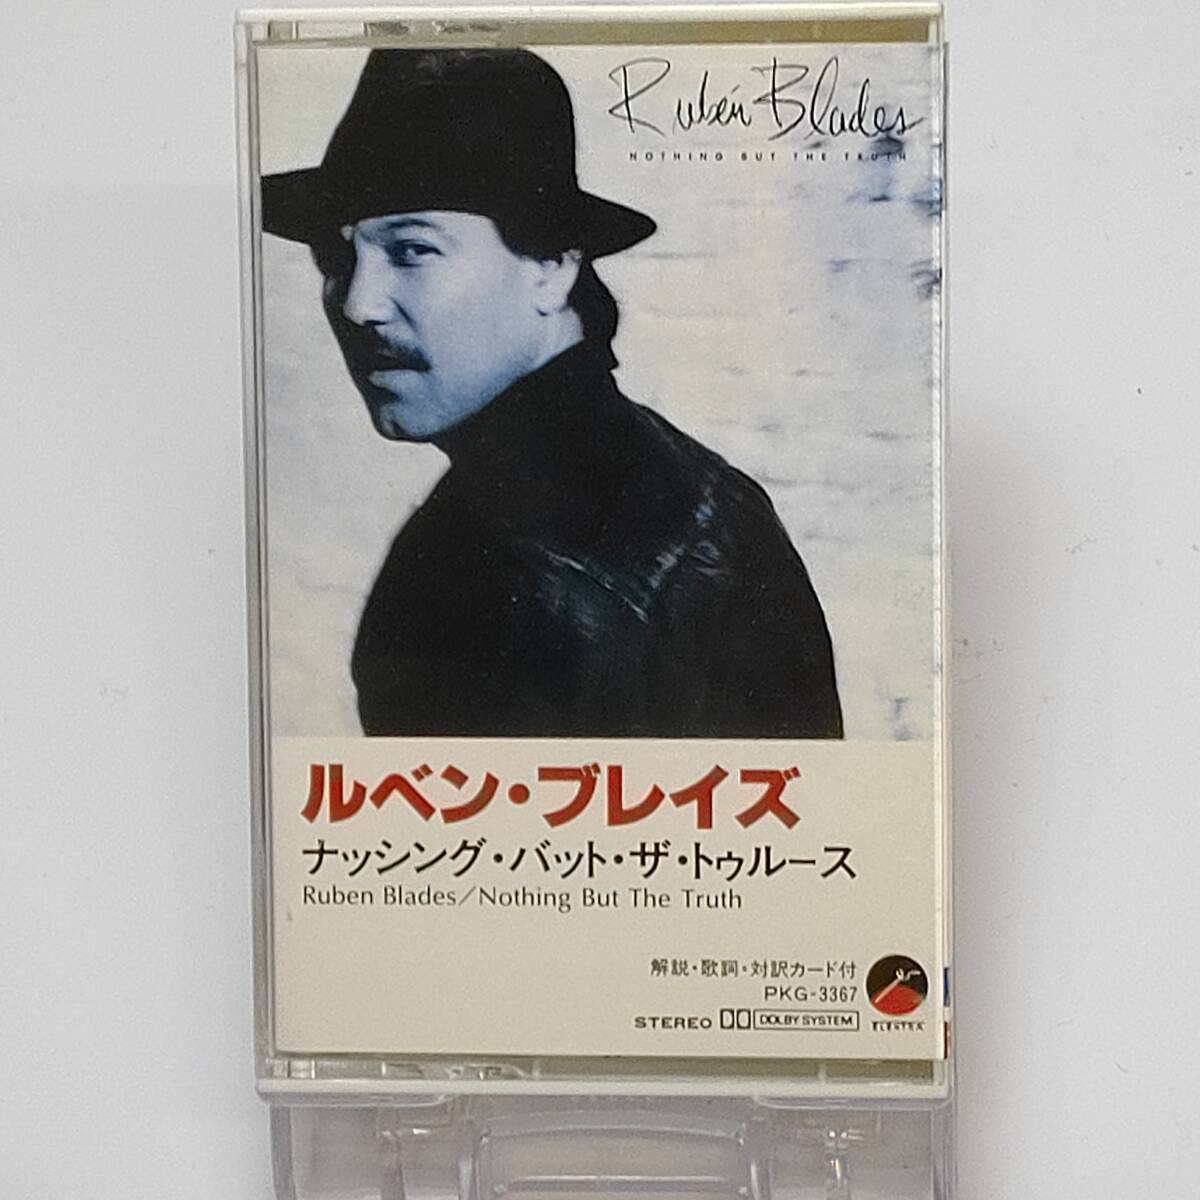 Rubén Blades
NOTHING BUT THE TRUTH
ルベン・ブレイズ
ナッシング・バット・ザ・トゥルース
Ruben Blades／Nothing But The Truth
解説・歌詞・対訳カード付
PKG-3367
STEREO DOLBY SYSTEM
ELEKTRA